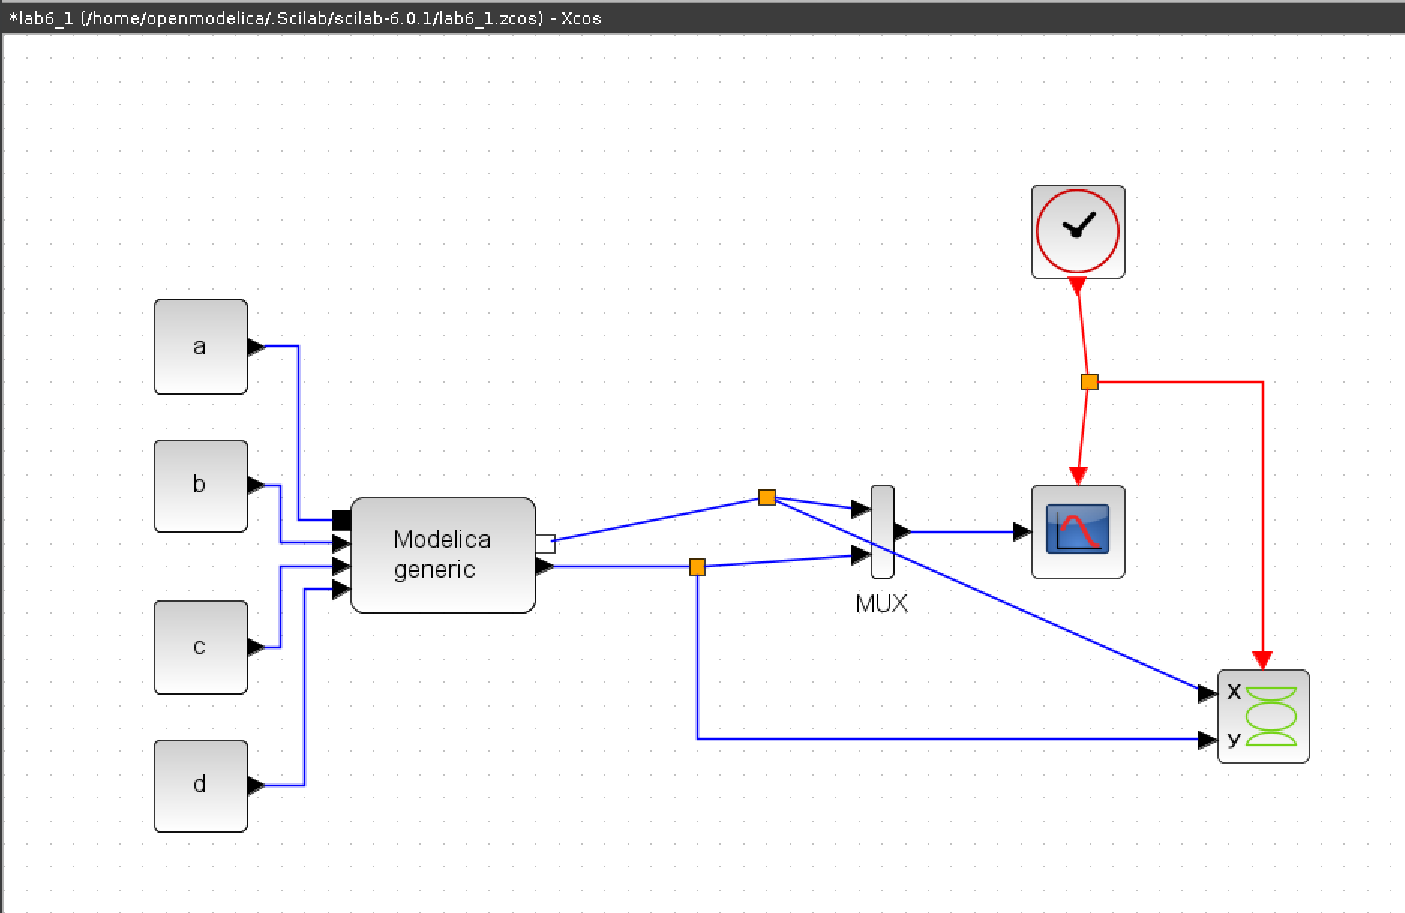 *lab6_1 (/home/openmodelica/.Scilab/scilab-6.0.1/lab6_1.zcos) - Xcos
a
b
Modelica
generic
MUX
c
x
y
d